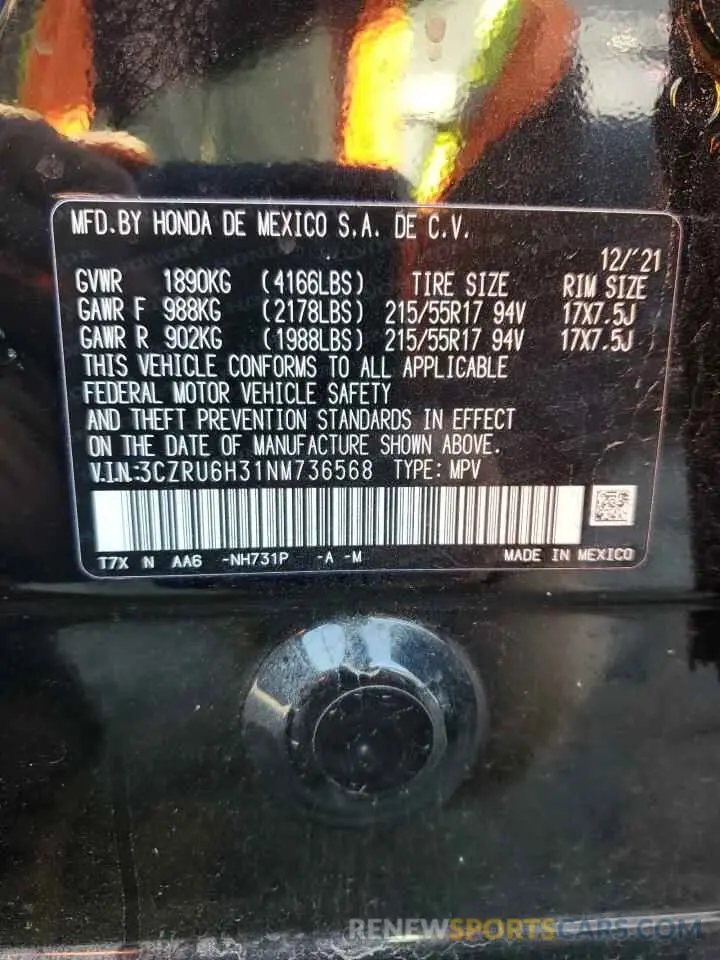 MFD.BY HONDA DE MEXICO S.A. DE C.V.
12/'21
GVWR 1890KG (4166LBS) TIRE SIZE RIM SIZE
GAWR F 988KG (2178LBS) 215/55R17 94V 17X7.5J
GAWR R 902KG (1988LBS) 215/55R17 94V 17X7.5J
THIS VEHICLE CONFORMS TO ALL APPLICABLE
FEDERAL MOTOR VEHICLE SAFETY
AND THEFT PREVENTION STANDARDS IN EFFECT
ON THE DATE OF MANUFACTURE SHOWN ABOVE.
V.I.N:3CZRU6H31NM736568 TYPE: MPV
T7X N AA6 -NH731P -A -M MADE IN MEXICO
RENEWSPORTSCARS.COM